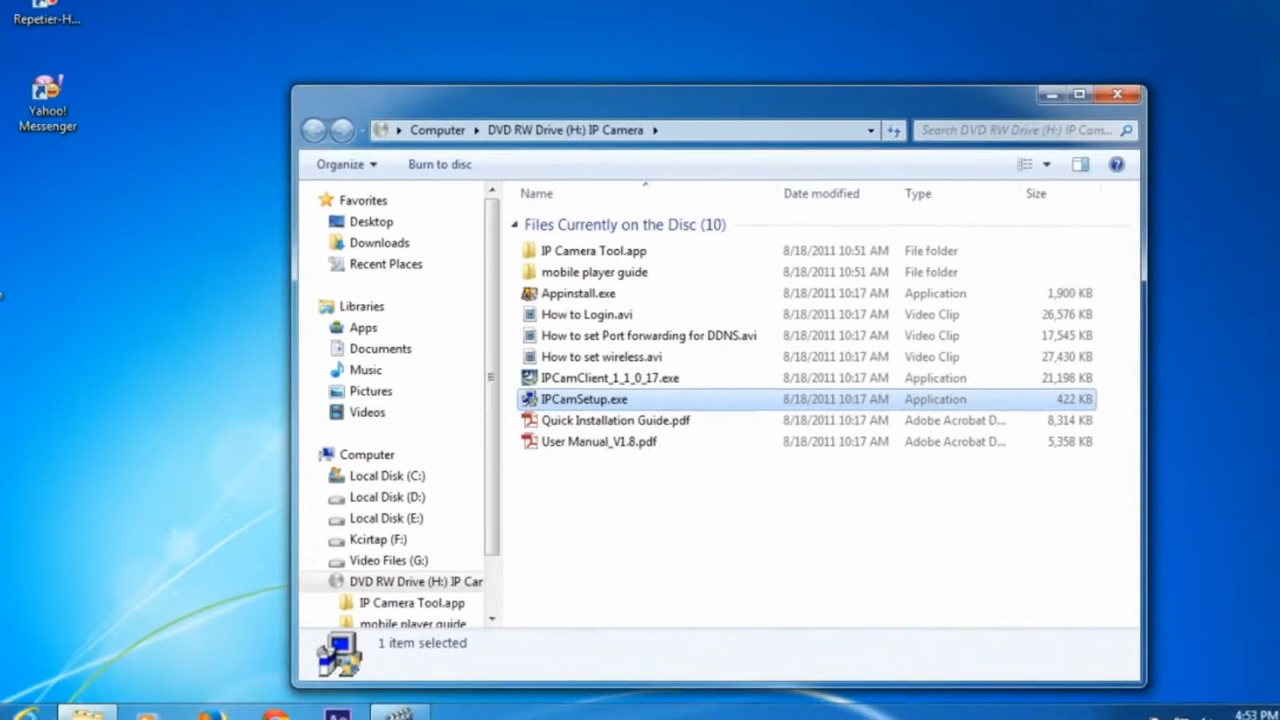 Repetier-H...
Yahoo!
Messenger
Computer
DVD RW Drive (H:) IP Camera
Search DVD RW Drive (H:) IP Cam...
Organize
Burn to disc
Favorites
Desktop
Downloads
Recent Places
Libraries
Apps
Documents
Music
Pictures
Videos
Computer
Local Disk (C:)
Local Disk (D:)
Local Disk (E:)
Kcirtap (F:)
Video Files (G:)
DVD RW Drive (H:) IP Car
IP Camera Tool.app
mobile player guide
Name Date modified Type Size
Files Currently on the Disc (10)
IP Camera Tool.app 8/18/2011 10:51 AM File folder
mobile player guide 8/18/2011 10:51 AM File folder
Appinstall.exe 8/18/2011 10:17 AM Application 1,900 KB
How to Login.avi 8/18/2011 10:17 AM Video Clip 26,576 KB
How to set Port forwarding for DDNS.avi 8/18/2011 10:17 AM Video Clip 17,545 KB
How to set wireless.avi 8/18/2011 10:17 AM Video Clip 27,430 KB
IPCamClient_1_1_0_17.exe 8/18/2011 10:17 AM Application 21,198 KB
IPCamSetup.exe 8/18/2011 10:17 AM Application 422 KB
Quick Installation Guide.pdf 8/18/2011 10:17 AM Adobe Acrobat D... 8,314 KB
User Manual_V1.8.pdf 8/18/2011 10:17 AM Adobe Acrobat D... 5,358 KB
1 item selected
4:53 PM